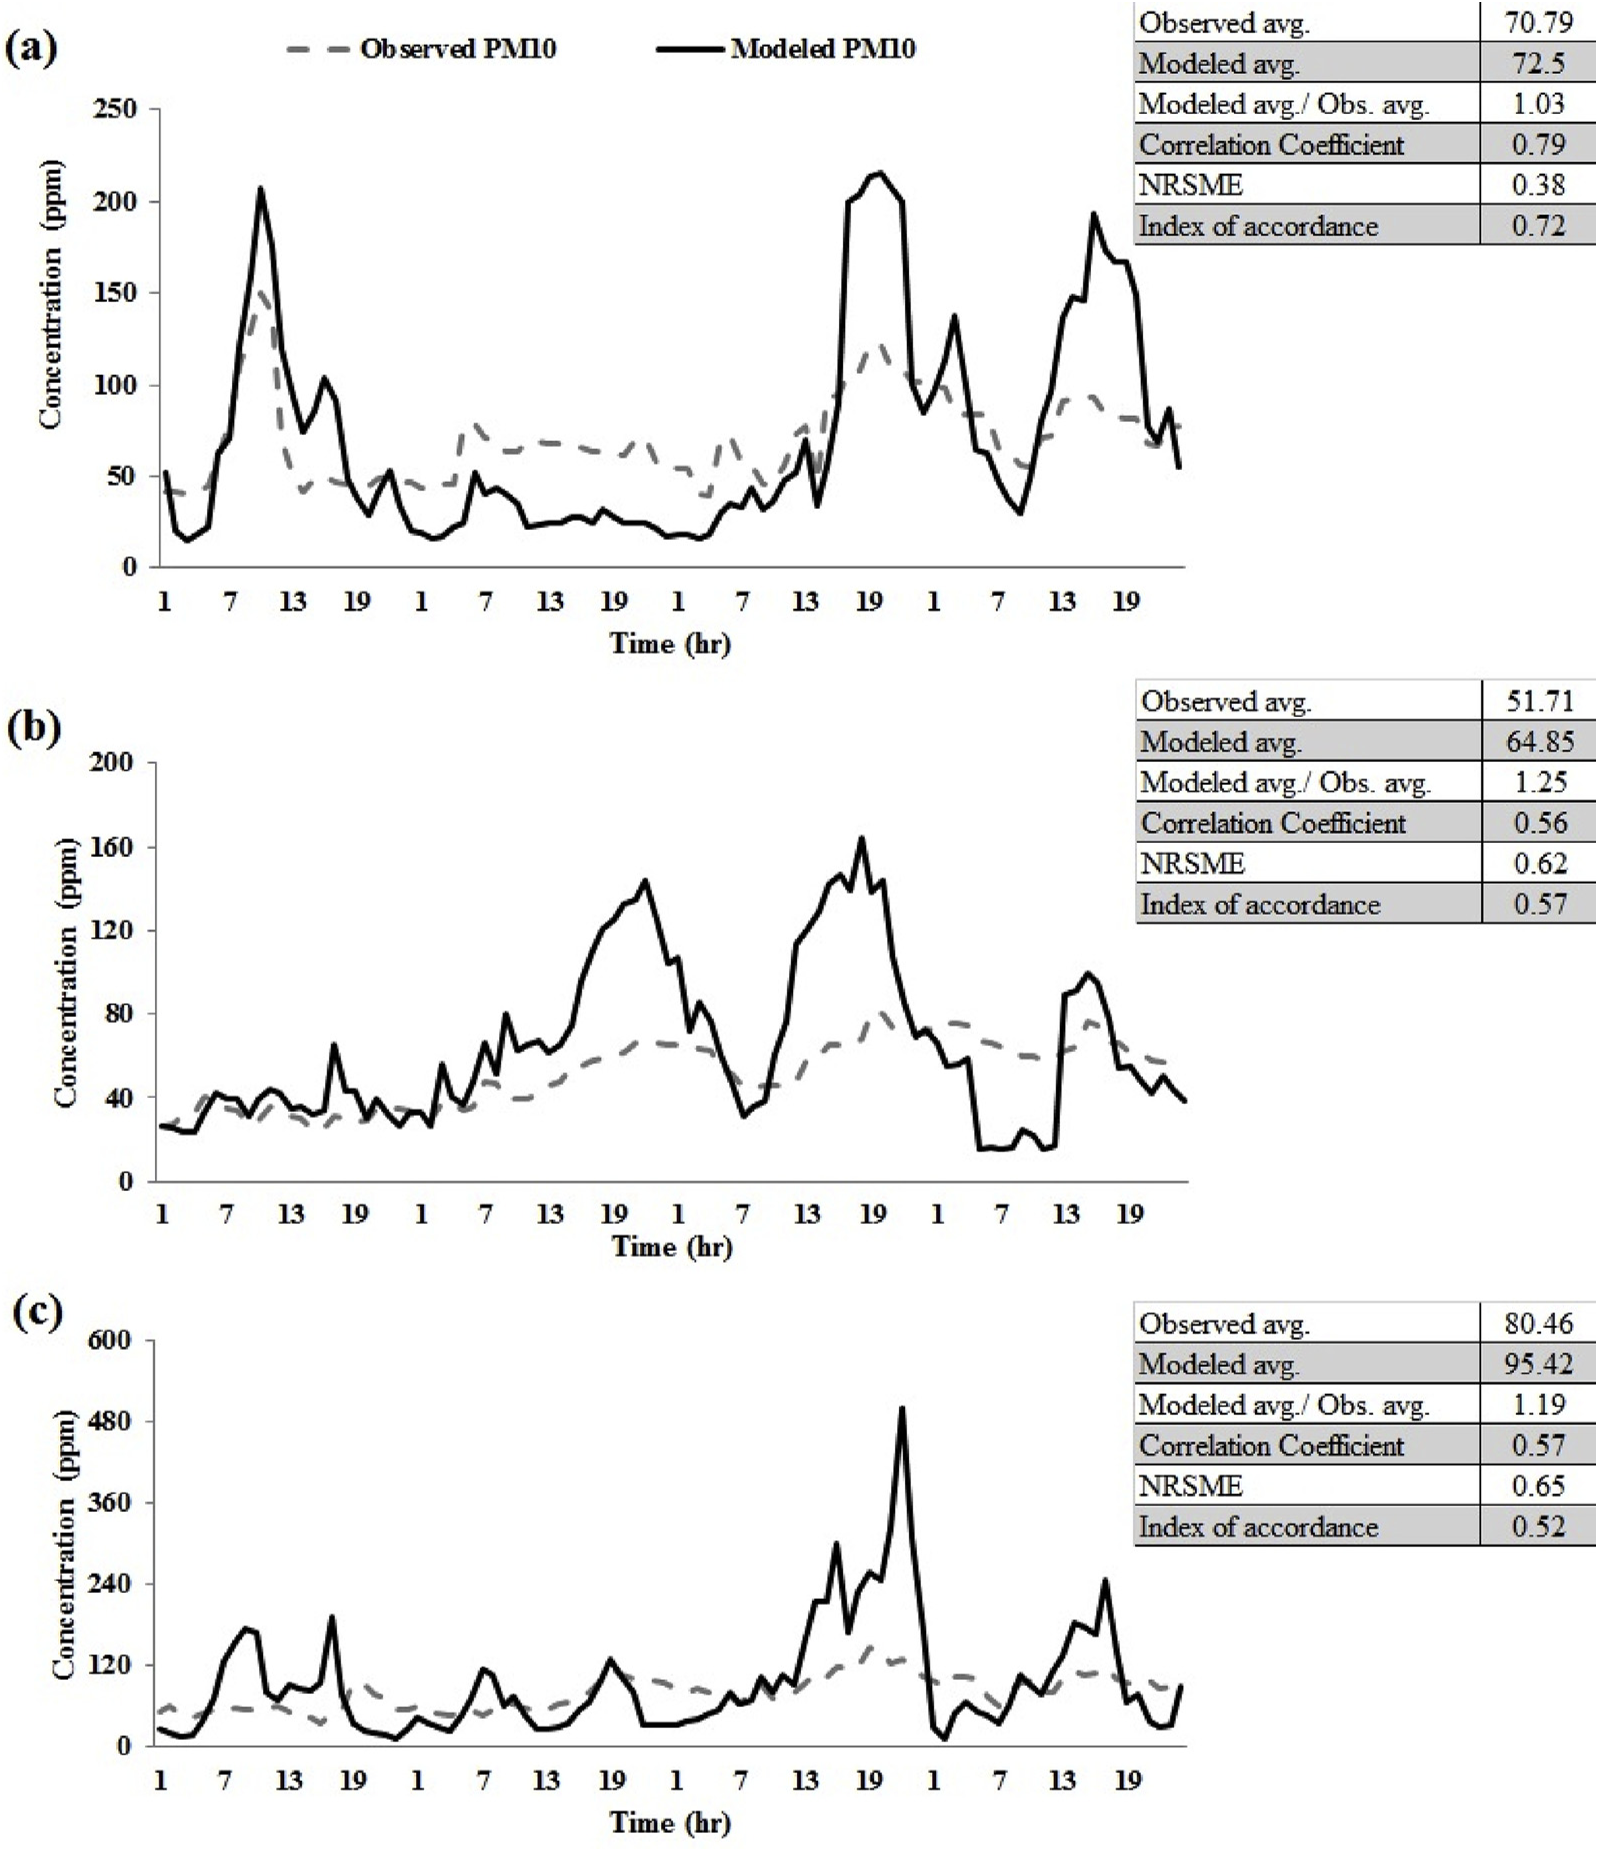 (a)
Observed PM10 Modeled PM10
Observed avg. 70.79
Modeled avg. 72.5
Modeled avg./ Obs. avg. 1.03
Correlation Coefficient 0.79
NRSME 0.38
Index of accordance 0.72
Concentration (ppm)
250
200
150
100
50
0
1 7 13 19 1 7 13 19 1 7 13 19 1 7 13 19
Time (hr)
(b)
Observed avg. 51.71
Modeled avg. 64.85
Modeled avg./ Obs. avg. 1.25
Correlation Coefficient 0.56
NRSME 0.62
Index of accordance 0.57
Concentration (ppm)
200
160
120
80
40
0
1 7 13 19 1 7 13 19 1 7 13 19 1 7 13 19
Time (hr)
(c)
Observed avg. 80.46
Modeled avg. 95.42
Modeled avg./ Obs. avg. 1.19
Correlation Coefficient 0.57
NRSME 0.65
Index of accordance 0.52
Concentration (ppm)
600
480
360
240
120
0
1 7 13 19 1 7 13 19 1 7 13 19 1 7 13 19
Time (hr)